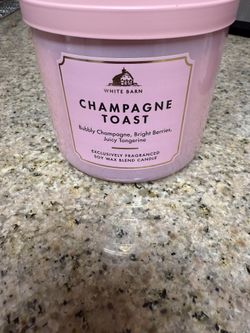 WHITE BARN
CHAMPAGNE
TOAST
Bubbly Champagne, Bright Berries,
Juicy Tangerine
EXCLUSIVELY FRAGRANCED
SOY WAX BLEND CANDLE